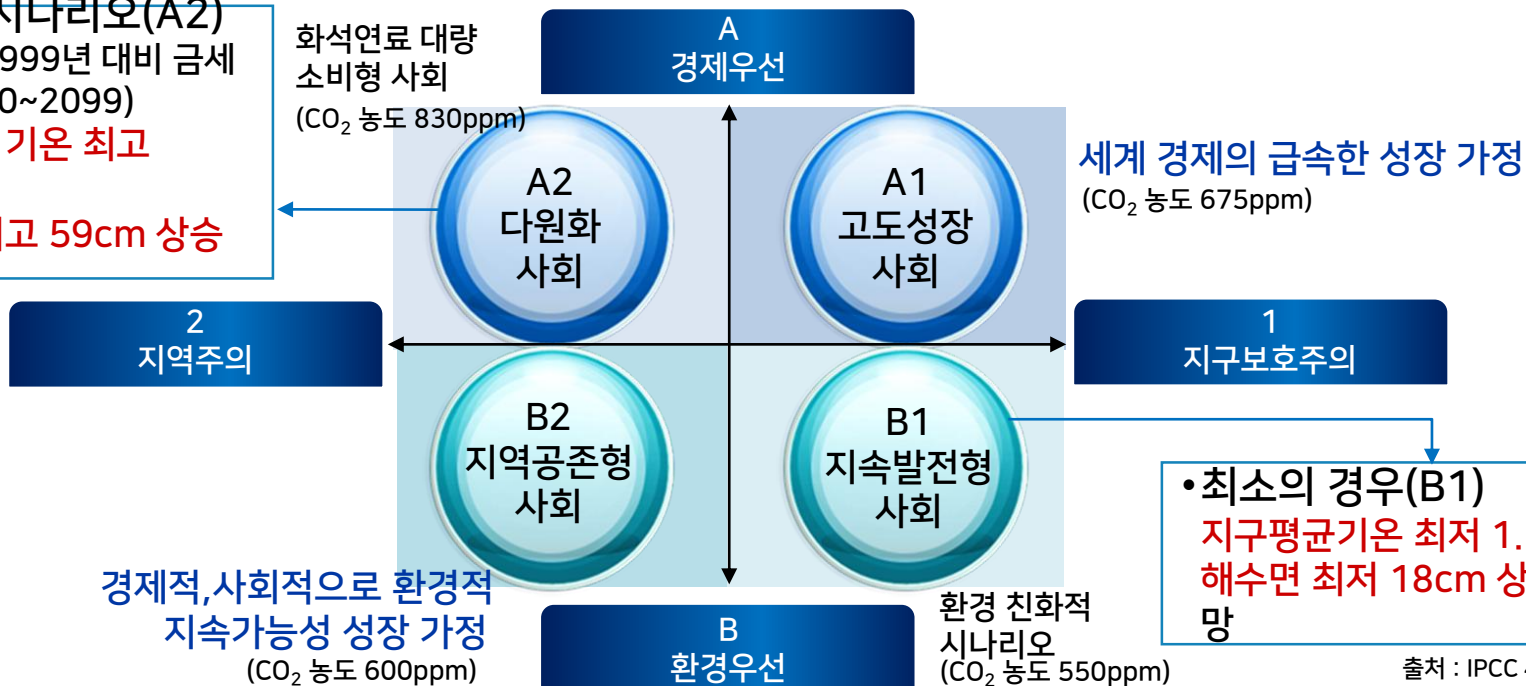 시나리오(A2)
999년 대비 금세
0~2099)
기온 최고
고 59cm 상승
화석연료 대량
소비형 사회
(CO₂ 농도 830ppm)
A
경제우선
세계 경제의 급속한 성장 가정
(CO₂ 농도 675ppm)
A2
다원화
사회
A1
고도성장
사회
2
지역주의
1
지구보호주의
B2
지역공존형
사회
B1
지속발전형
사회
•최소의 경우(B1)
지구평균기온 최저 1.
해수면 최저 18cm 상
망
경제적,사회적으로 환경적
지속가능성 성장 가정
(CO₂ 농도 600ppm)
B
환경우선
환경 친화적
시나리오
(CO₂ 농도 550ppm)
출처 : IPCC